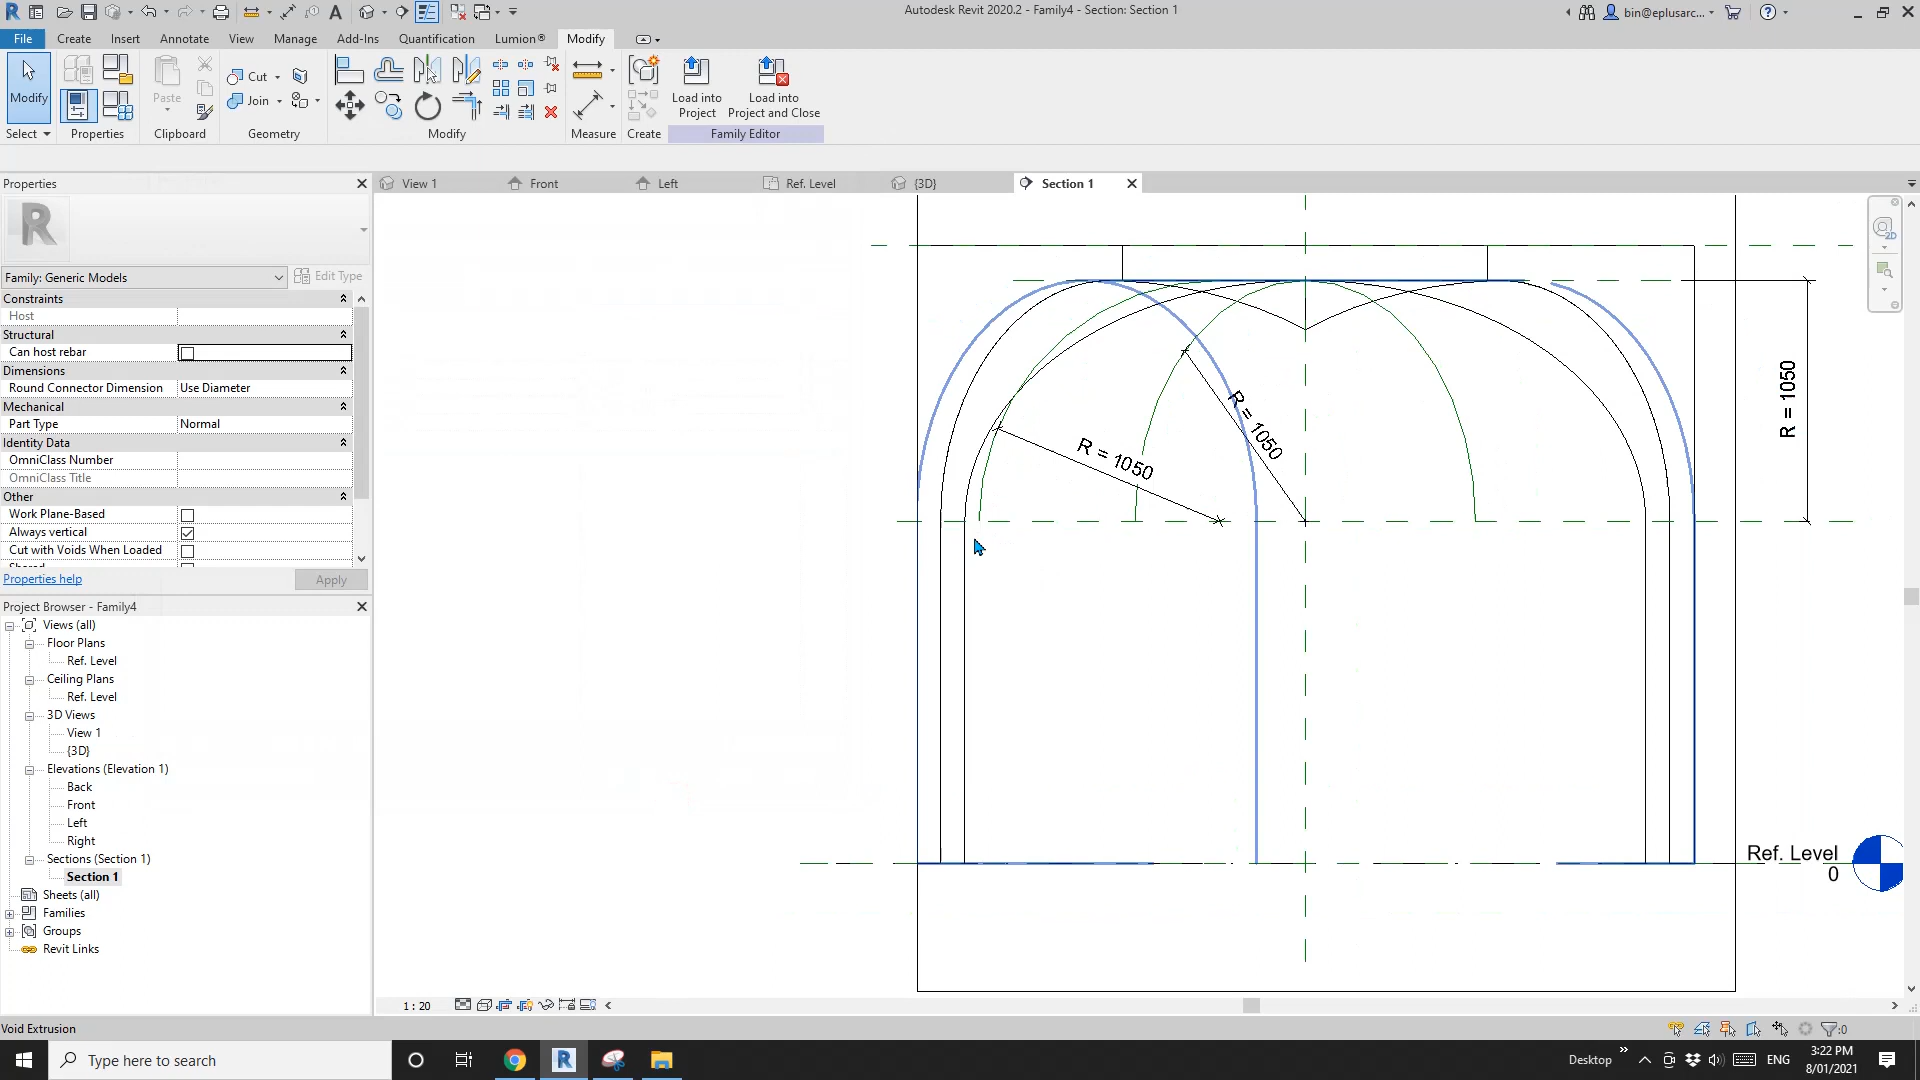 Autodesk Revit 2020.2 - Family4 - Section: Section 1
bin@eplusarc...
File Create Insert Annotate View Manage Add-Ins Quantification Lumion® Modify
Modify
Paste
Cut
Join
Load into
Project
Load into
Project and Close
Select Properties Clipboard Geometry Modify Measure Create Family Editor
Properties
View 1 Front Left Ref. Level {3D} Section 1
Family: Generic Models
Edit Type
Constraints
Host
Structural
Can host rebar
Dimensions
Round Connector Dimension Use Diameter
Mechanical
Part Type Normal
Identity Data
OmniClass Number
OmniClass Title
Other
Work Plane-Based
Always vertical
Cut with Voids When Loaded
Properties help
Apply
Project Browser - Family4
Views (all)
Floor Plans
Ref. Level
Ceiling Plans
Ref. Level
3D Views
View 1
{3D}
Elevations (Elevation 1)
Back
Front
Left
Right
Sections (Section 1)
Section 1
Sheets (all)
Families
Groups
Revit Links
R = 1050
R = 1050
R = 1050
Ref. Level
0
2D
1 : 20
Void Extrusion
:0
Type here to search
Desktop
ENG
3:22 PM
8/01/2021